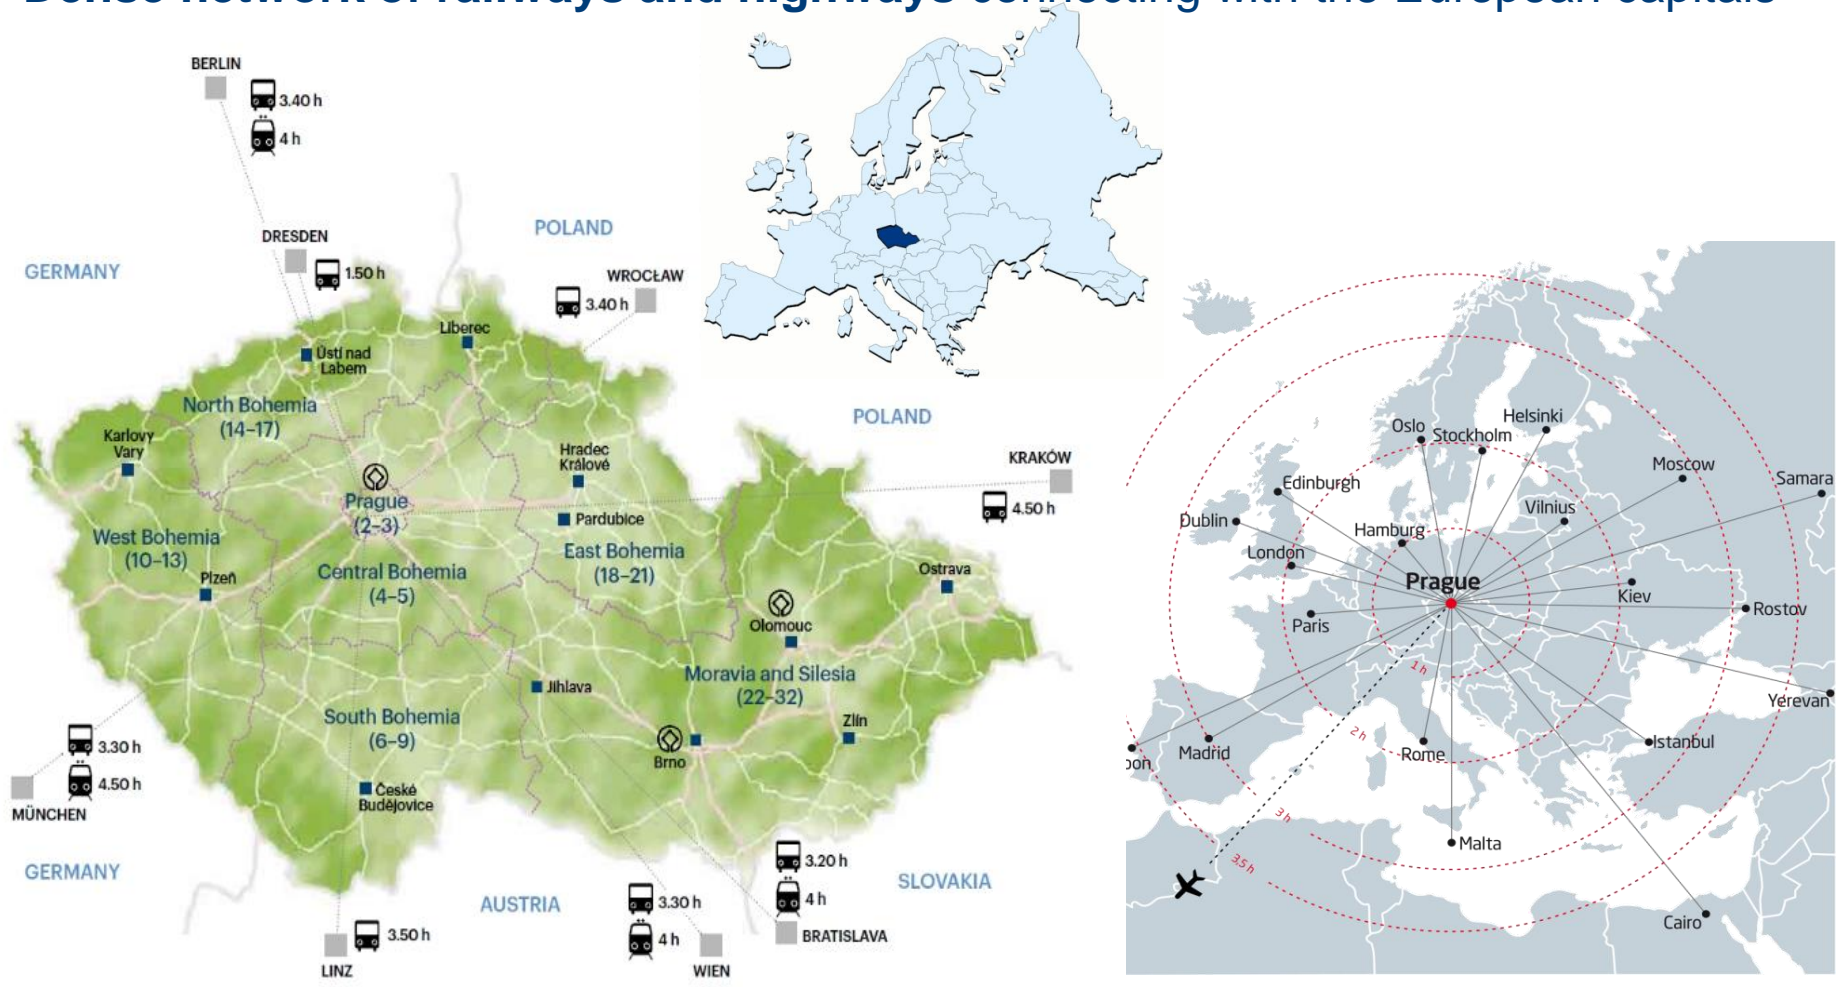 Dense network of railways and highways connecting with the European capitals
BERLIN
3.40 h
4 h
DRESDEN
1.50 h
POLAND
GERMANY
WROCŁAW
3.40 h
Liberec
Ústí nad
Labem
North Bohemia
(14–17)
Karlovy
Vary
Hradec
Králové
POLAND
KRAKÓW
4.50 h
Prague
(2–3)
Pardubice
West Bohemia
(10–13)
East Bohemia
(18–21)
Plzeň
Central Bohemia
(4–5)
Ostrava
Olomouc
Moravia and Silesia
(22–32)
Jihlava
South Bohemia
(6–9)
Zlín
Brno
3.30 h
4.50 h
MÜNCHEN
České
Budějovice
GERMANY
AUSTRIA
SLOVAKIA
3.50 h
LINZ
3.30 h
4 h
WIEN
3.20 h
4 h
BRATISLAVA
Oslo
Stockholm
Helsinki
Moscow
Samara
Edinburgh
Vilnius
Dublin
Hamburg
London
Prague
Kiev
Rostov
Paris
1 h
Yerevan
2 h
Madrid
Rome
Istanbul
bon
3 h
Malta
3.5 h
Cairo